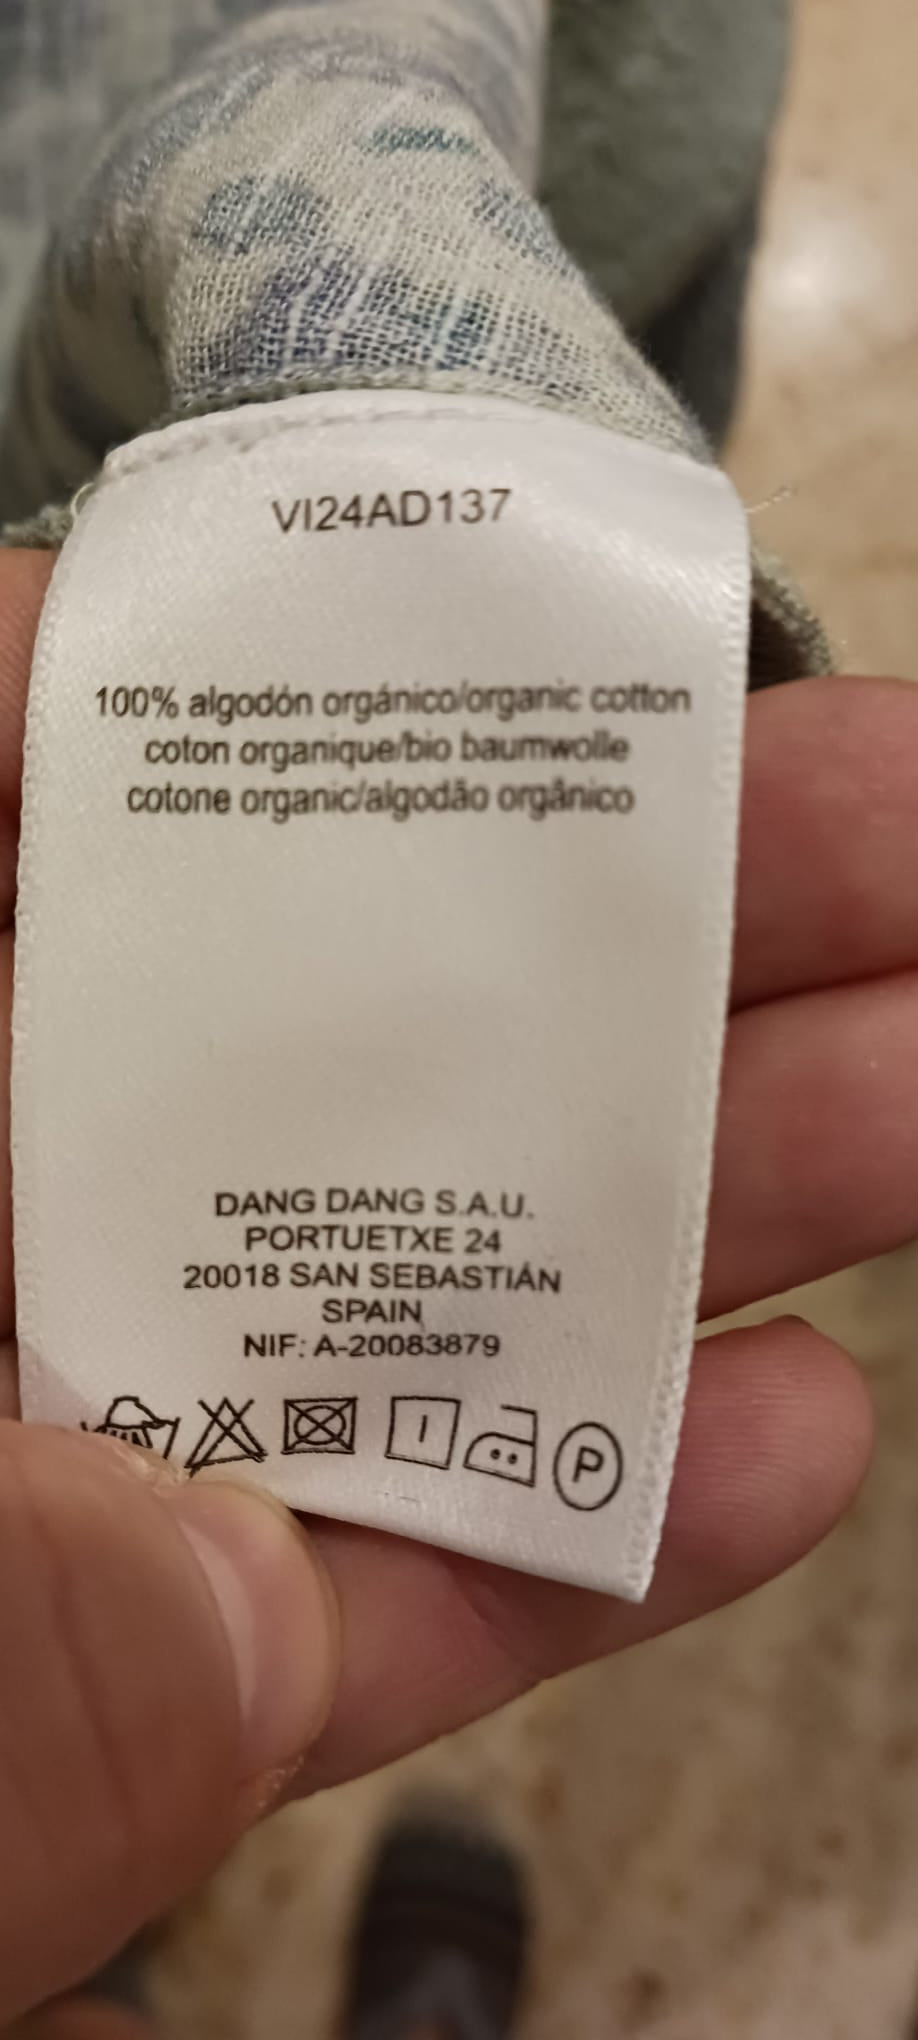 VI24AD137
100% algodón orgánico/organic cotton
coton organique/bio baumwolle
cotone organic/algodâo orgânico
DANG DANG S.A.U.
PORTUETXE 24
20018 SAN SEBASTIÁN
SPAIN
NIF: A-20083879
P